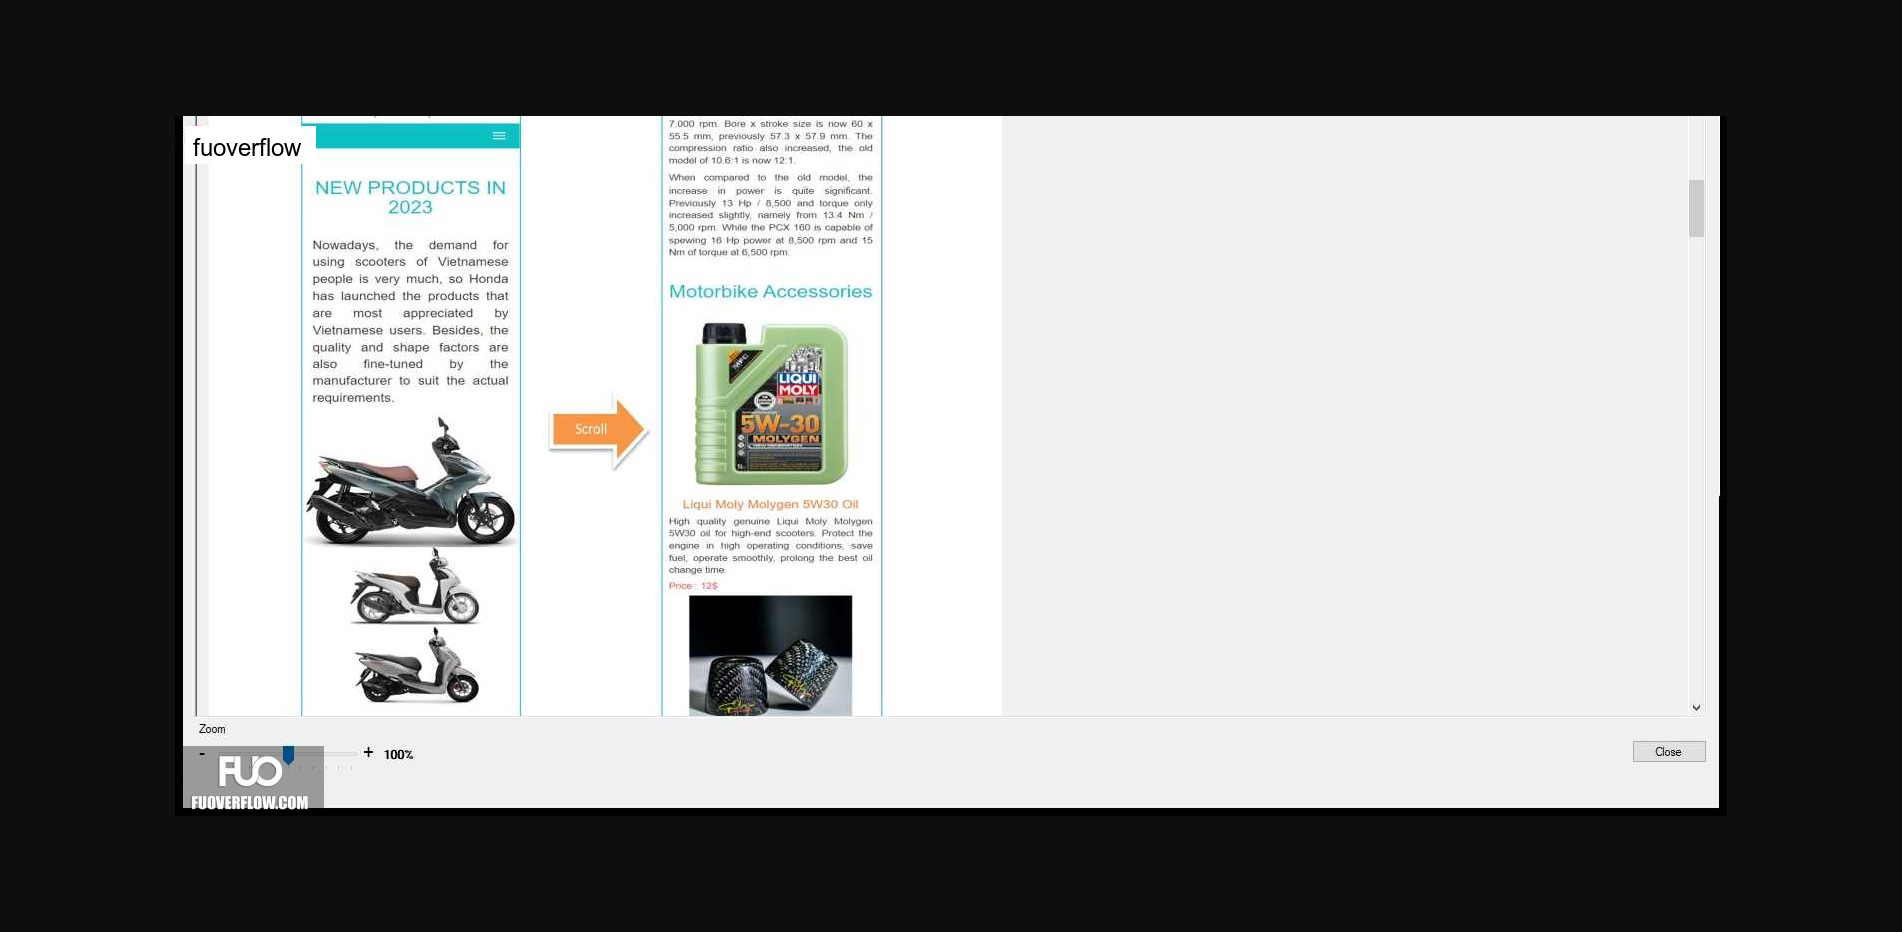 fuoverflow
NEW PRODUCTS IN
2023
Nowadays, the demand for
using scooters of Vietnamese
people is very much, so Honda
has launched the products that
are most appreciated by
Vietnamese users. Besides, the
quality and shape factors are
also fine-tuned by the
manufacturer to suit the actual
requirements.
Scroll
7,000 rpm. Bore x stroke size is now 60 x
55.5 mm, previously 57.3 x 57.9 mm. The
compression ratio also increased, the old
model of 10.6:1 is now 12:1.
When compared to the old model, the
increase in power is quite significant.
Previously 13 Hp / 8,500 and torque only
increased slightly, namely from 13.4 Nm /
5,000 rpm. While the PCX 160 is capable of
spewing 16 Hp power at 8,500 rpm and 15
Nm of torque at 6,500 rpm.
Motorbike Accessories
MFC
LIQUI
MOLY
5W-30
MOLYGEN
1L
Liqui Moly Molygen 5W30 Oil
High quality genuine Liqui Moly Molygen
5W30 oil for high-end scooters. Protect the
engine in high operating conditions, save
fuel, operate smoothly, prolong the best oil
change time.
Price : 12$
Zoom
- + 100%
Close
FUO
FUOVERFLOW.COM